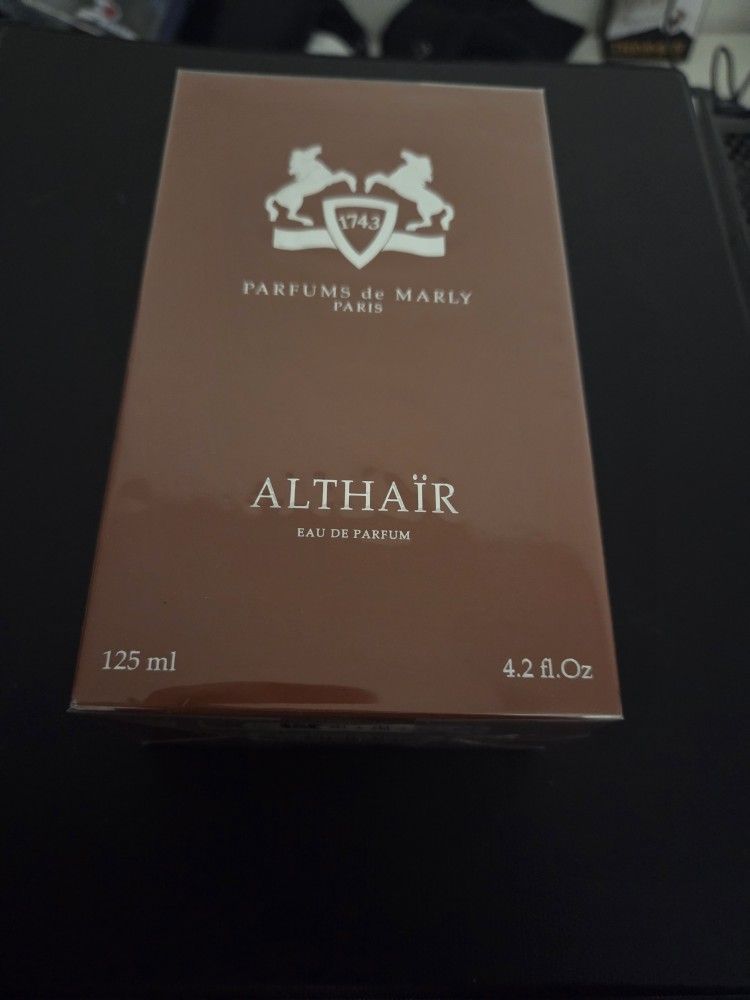 1743
PARFUMS de MARLY
PARIS
ALTHAÏR
EAU DE PARFUM
125 ml
4.2 fl.Oz